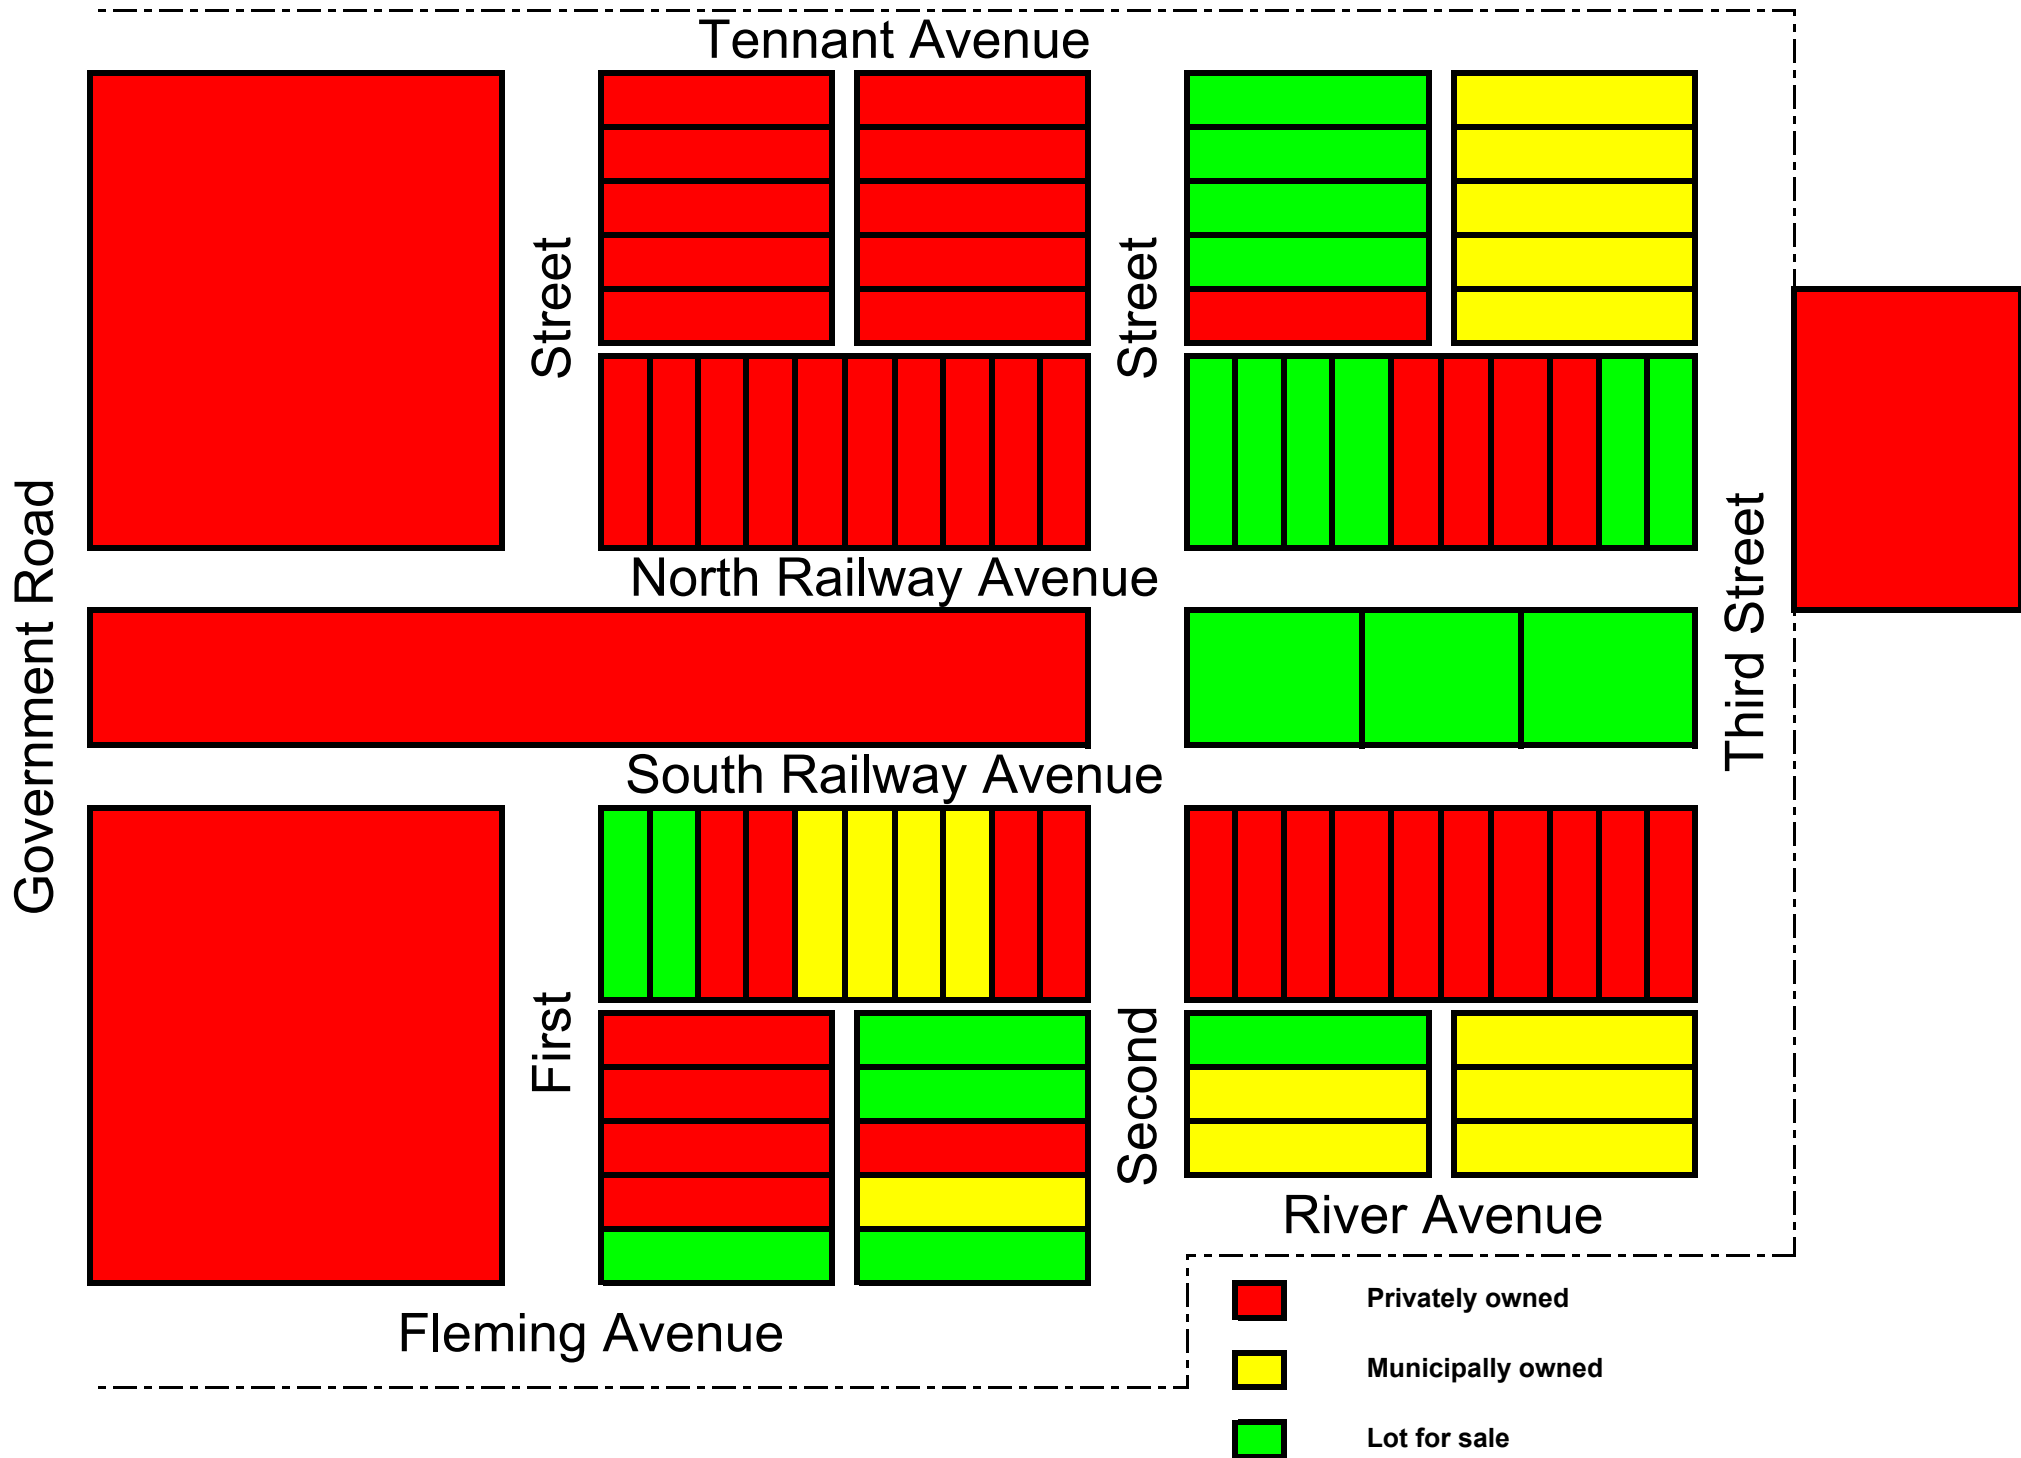 Tennant Avenue
Street
Street
North Railway Avenue
Government Road
Third Street
South Railway Avenue
First
Second
River Avenue
Fleming Avenue
Privately owned
Municipally owned
Lot for sale